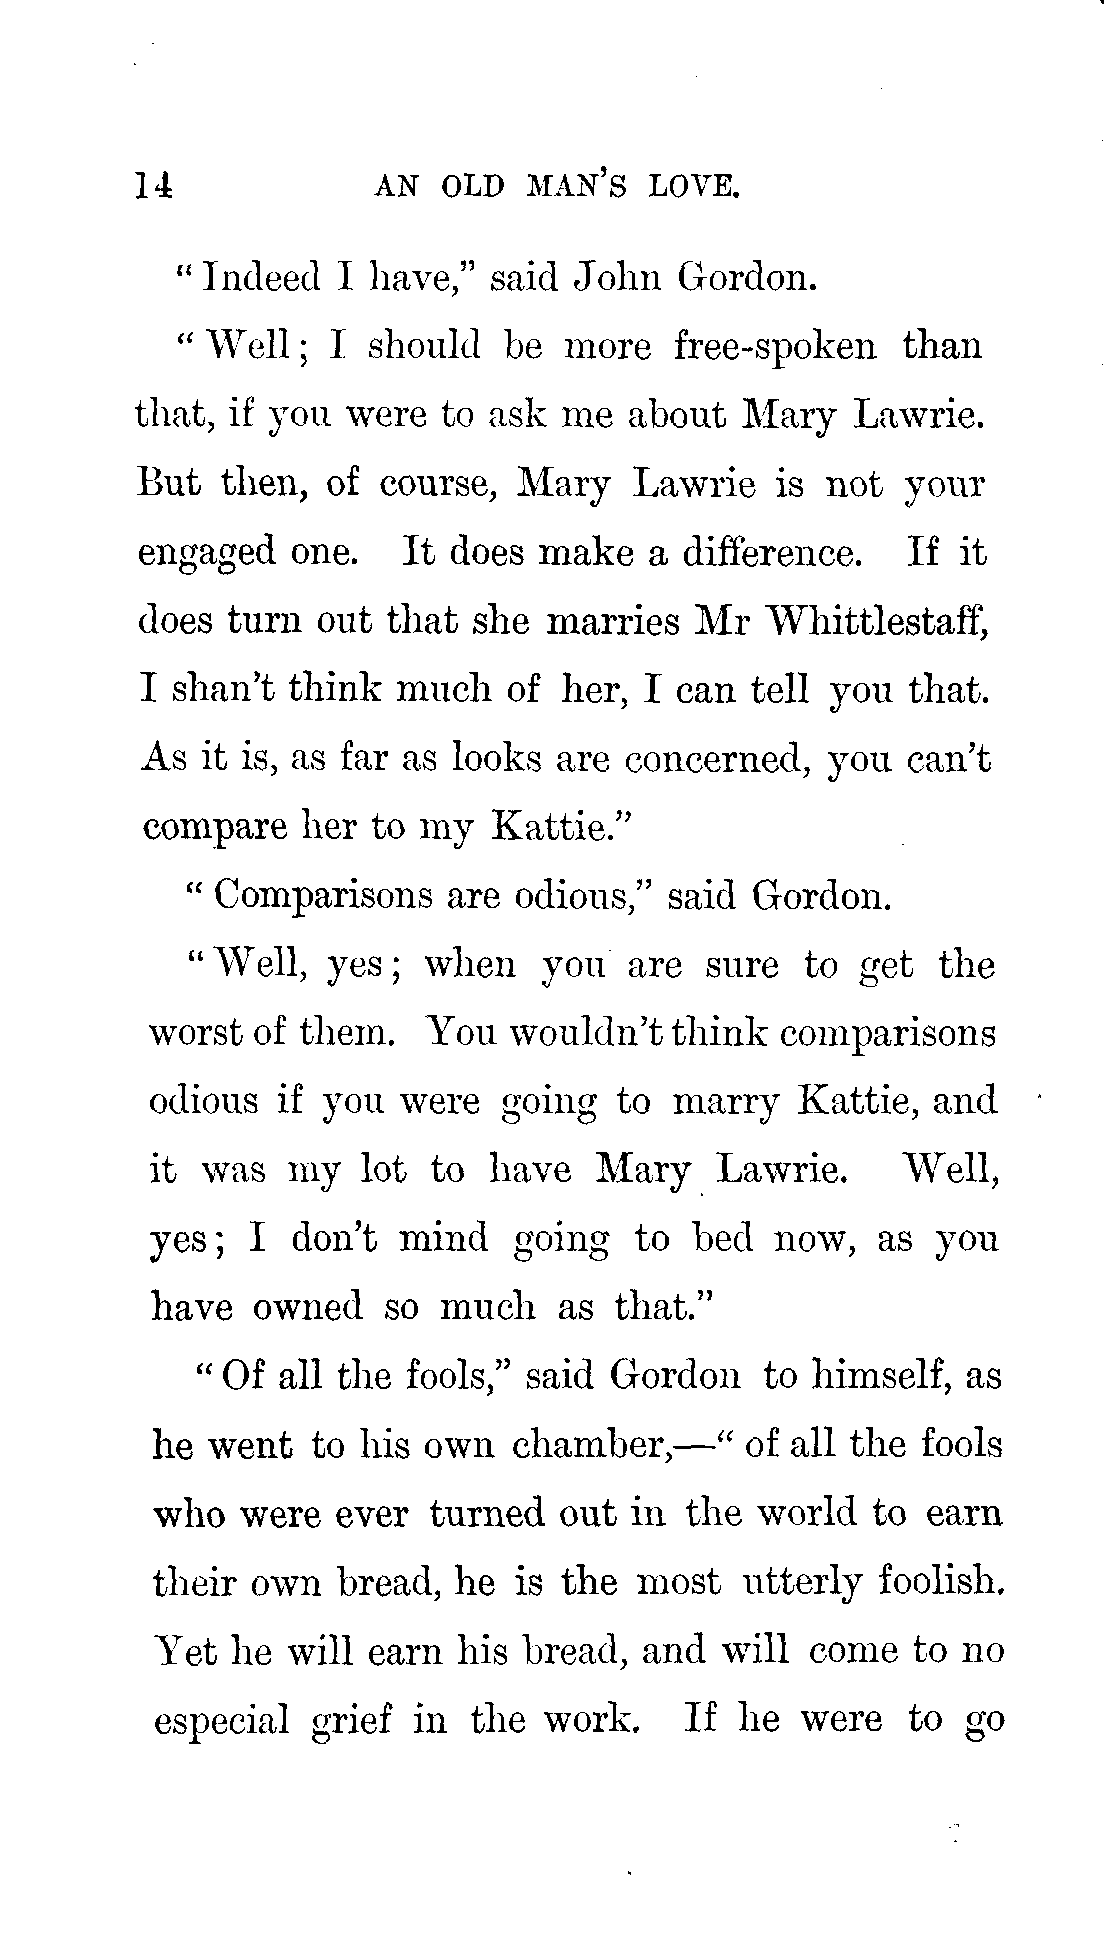 14 AN OLD MAN'S LOVE.
"Indeed I have," said John Gordon.
"Well; I should be more free-spoken than
that, if you were to ask me about Mary Lawrie.
But then, of course, Mary Lawrie is not your
engaged one. It does make a difference. If it
does turn out that she marries Mr Whittlestaff,
I shan't think much of her, I can tell you that.
As it is, as far as looks are concerned, you can't
compare her to my Kattie."
"Comparisons are odious," said Gordon.
"Well, yes; when you are sure to get the
worst of them. You wouldn't think comparisons
odious if you were going to marry Kattie, and
it was my lot to have Mary Lawrie. Well,
yes; I don't mind going to bed now, as you
have owned so much as that."
"Of all the fools," said Gordon to himself, as
he went to his own chamber,—"of all the fools
who were ever turned out in the world to earn
their own bread, he is the most utterly foolish.
Yet he will earn his bread, and will come to no
especial grief in the work. If he were to go